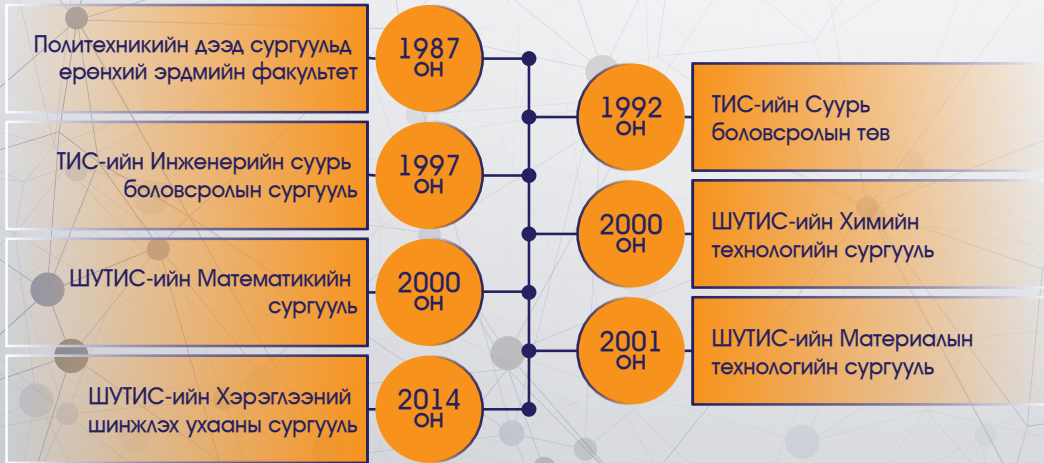 Политехникийн дээд сургуульд
ерөнхий эрдмийн факультет
1987
ОН
1992
ОН
ТИС-ийн Суурь
боловсролын төв
ТИС-ийн Инженерийн суурь
боловсролын сургууль
1997
ОН
2000
ОН
ШУТИС-ийн Химийн
технологийн сургууль
ШУТИС-ийн Математикийн
сургууль
2000
ОН
2001
ОН
ШУТИС-ийн Материалын
технологийн сургууль
ШУТИС-ийн Хэрэглээний
шинжлэх ухааны сургууль
2014
ОН